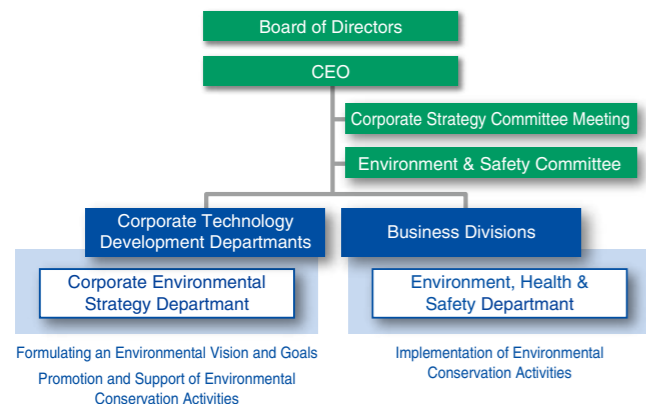 Board of Directors
CEO
Corporate Strategy Committee Meeting
Environment & Safety Committee
Corporate Technology
Development Departmants
Business Divisions
Corporate Environmental
Strategy Departmant
Environment, Health &
Safety Departmant
Formulating an Environmental Vision and Goals
Promotion and Support of Environmental
Conservation Activities
Implementation of Environmental
Conservation Activities